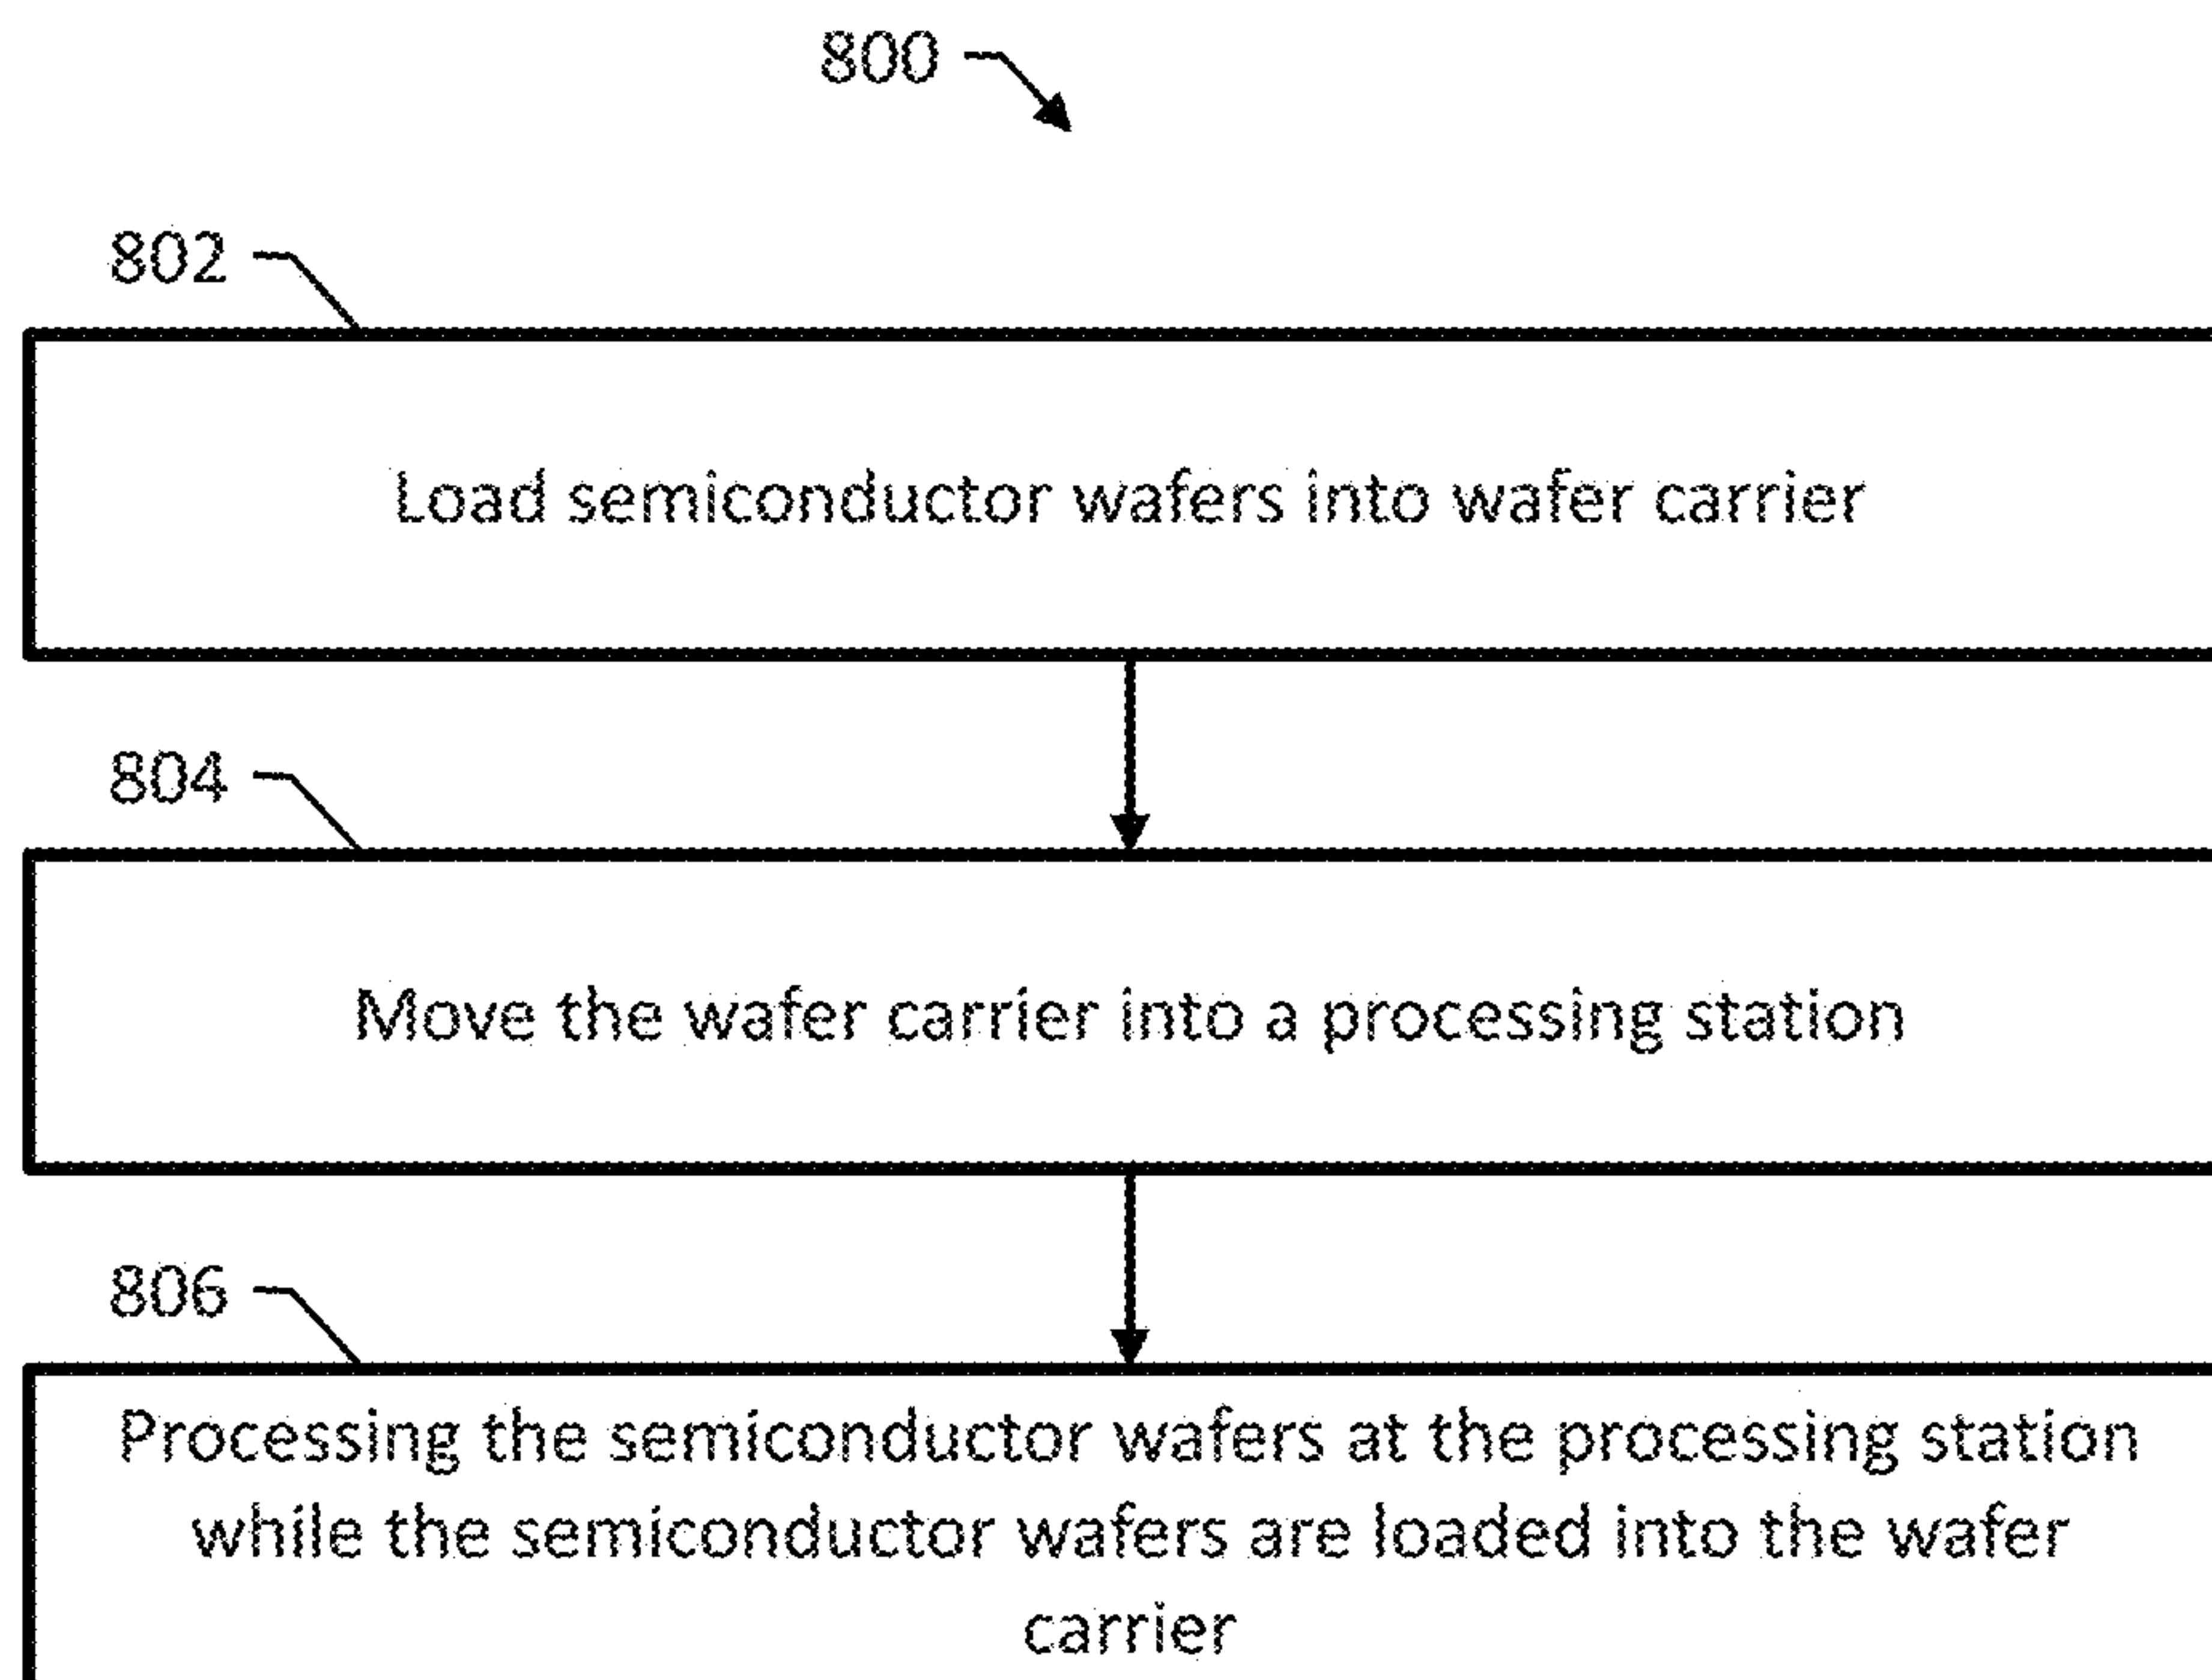 800
802
Load semiconductor wafers into wafer carrier
804
Move the wafer carrier into a processing station
806
Processing the semiconductor wafers at the processing station
while the semiconductor wafers are loaded into the wafer
carrier